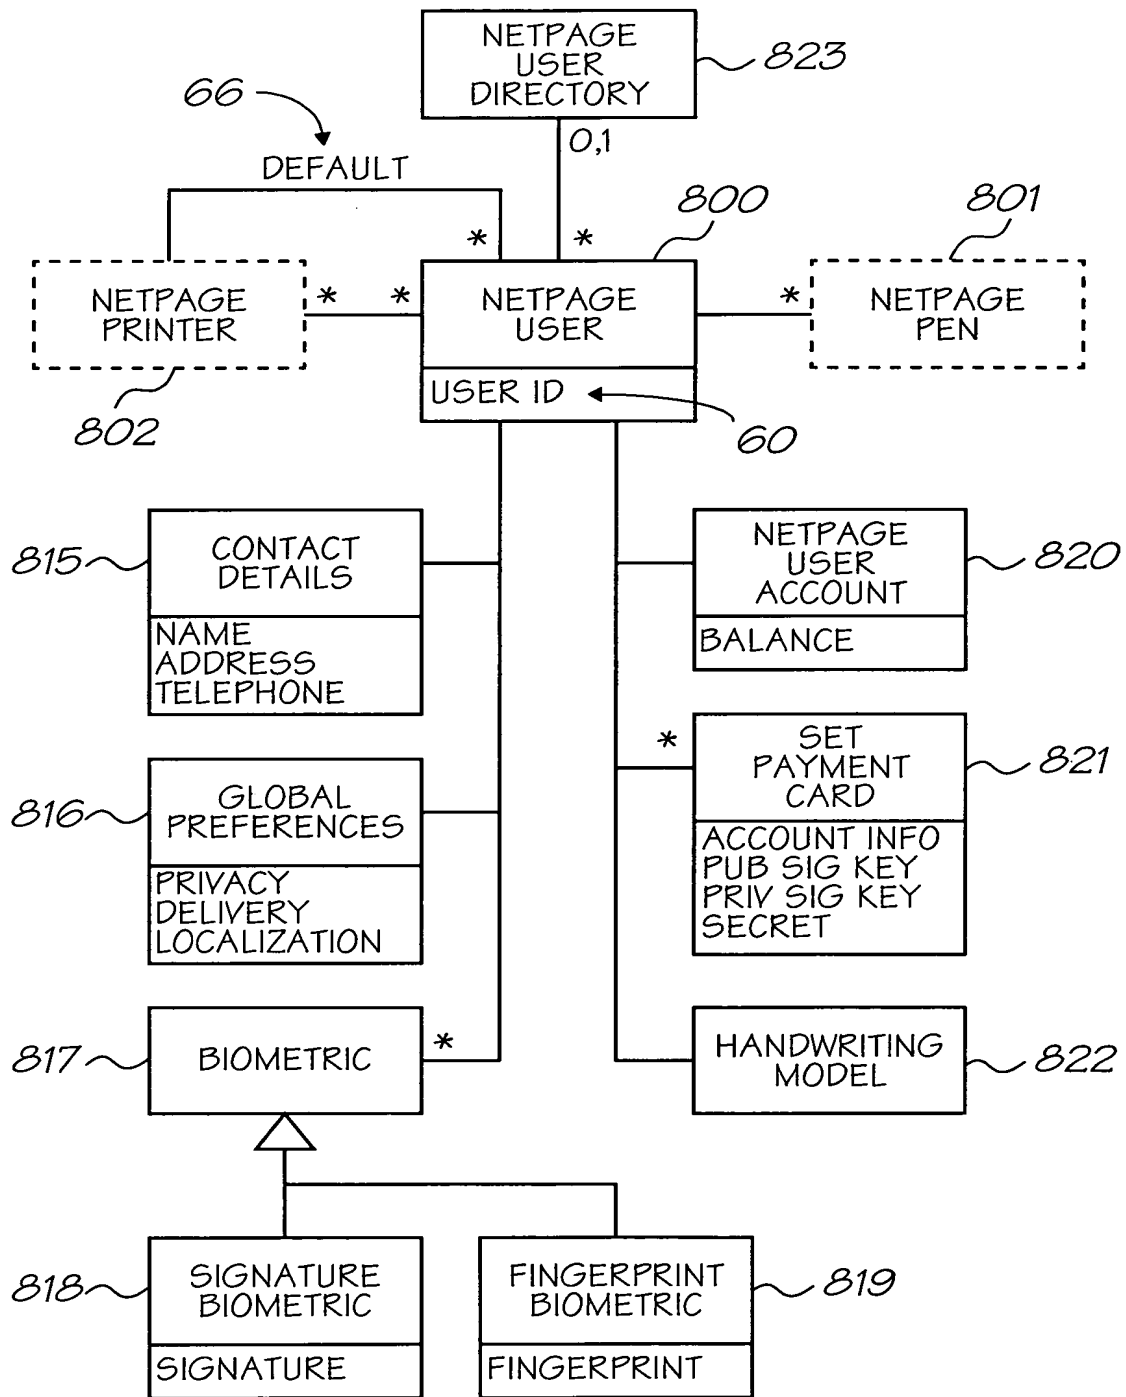 NETPAGE
USER
DIRECTORY
823
66
DEFAULT
0,1
800
801
*
*
NETPAGE
PRINTER
*
*
NETPAGE
USER
*
NETPAGE
PEN
802
USER ID
60
815
CONTACT
DETAILS
NAME
ADDRESS
TELEPHONE
NETPAGE
USER
ACCOUNT
820
BALANCE
816
GLOBAL
PREFERENCES
PRIVACY
DELIVERY
LOCALIZATION
*
SET
PAYMENT
CARD
821
ACCOUNT INFO
PUB SIG KEY
PRIV SIG KEY
SECRET
817
BIOMETRIC
*
HANDWRITING
MODEL
822
818
SIGNATURE
BIOMETRIC
SIGNATURE
FINGERPRINT
BIOMETRIC
819
FINGERPRINT